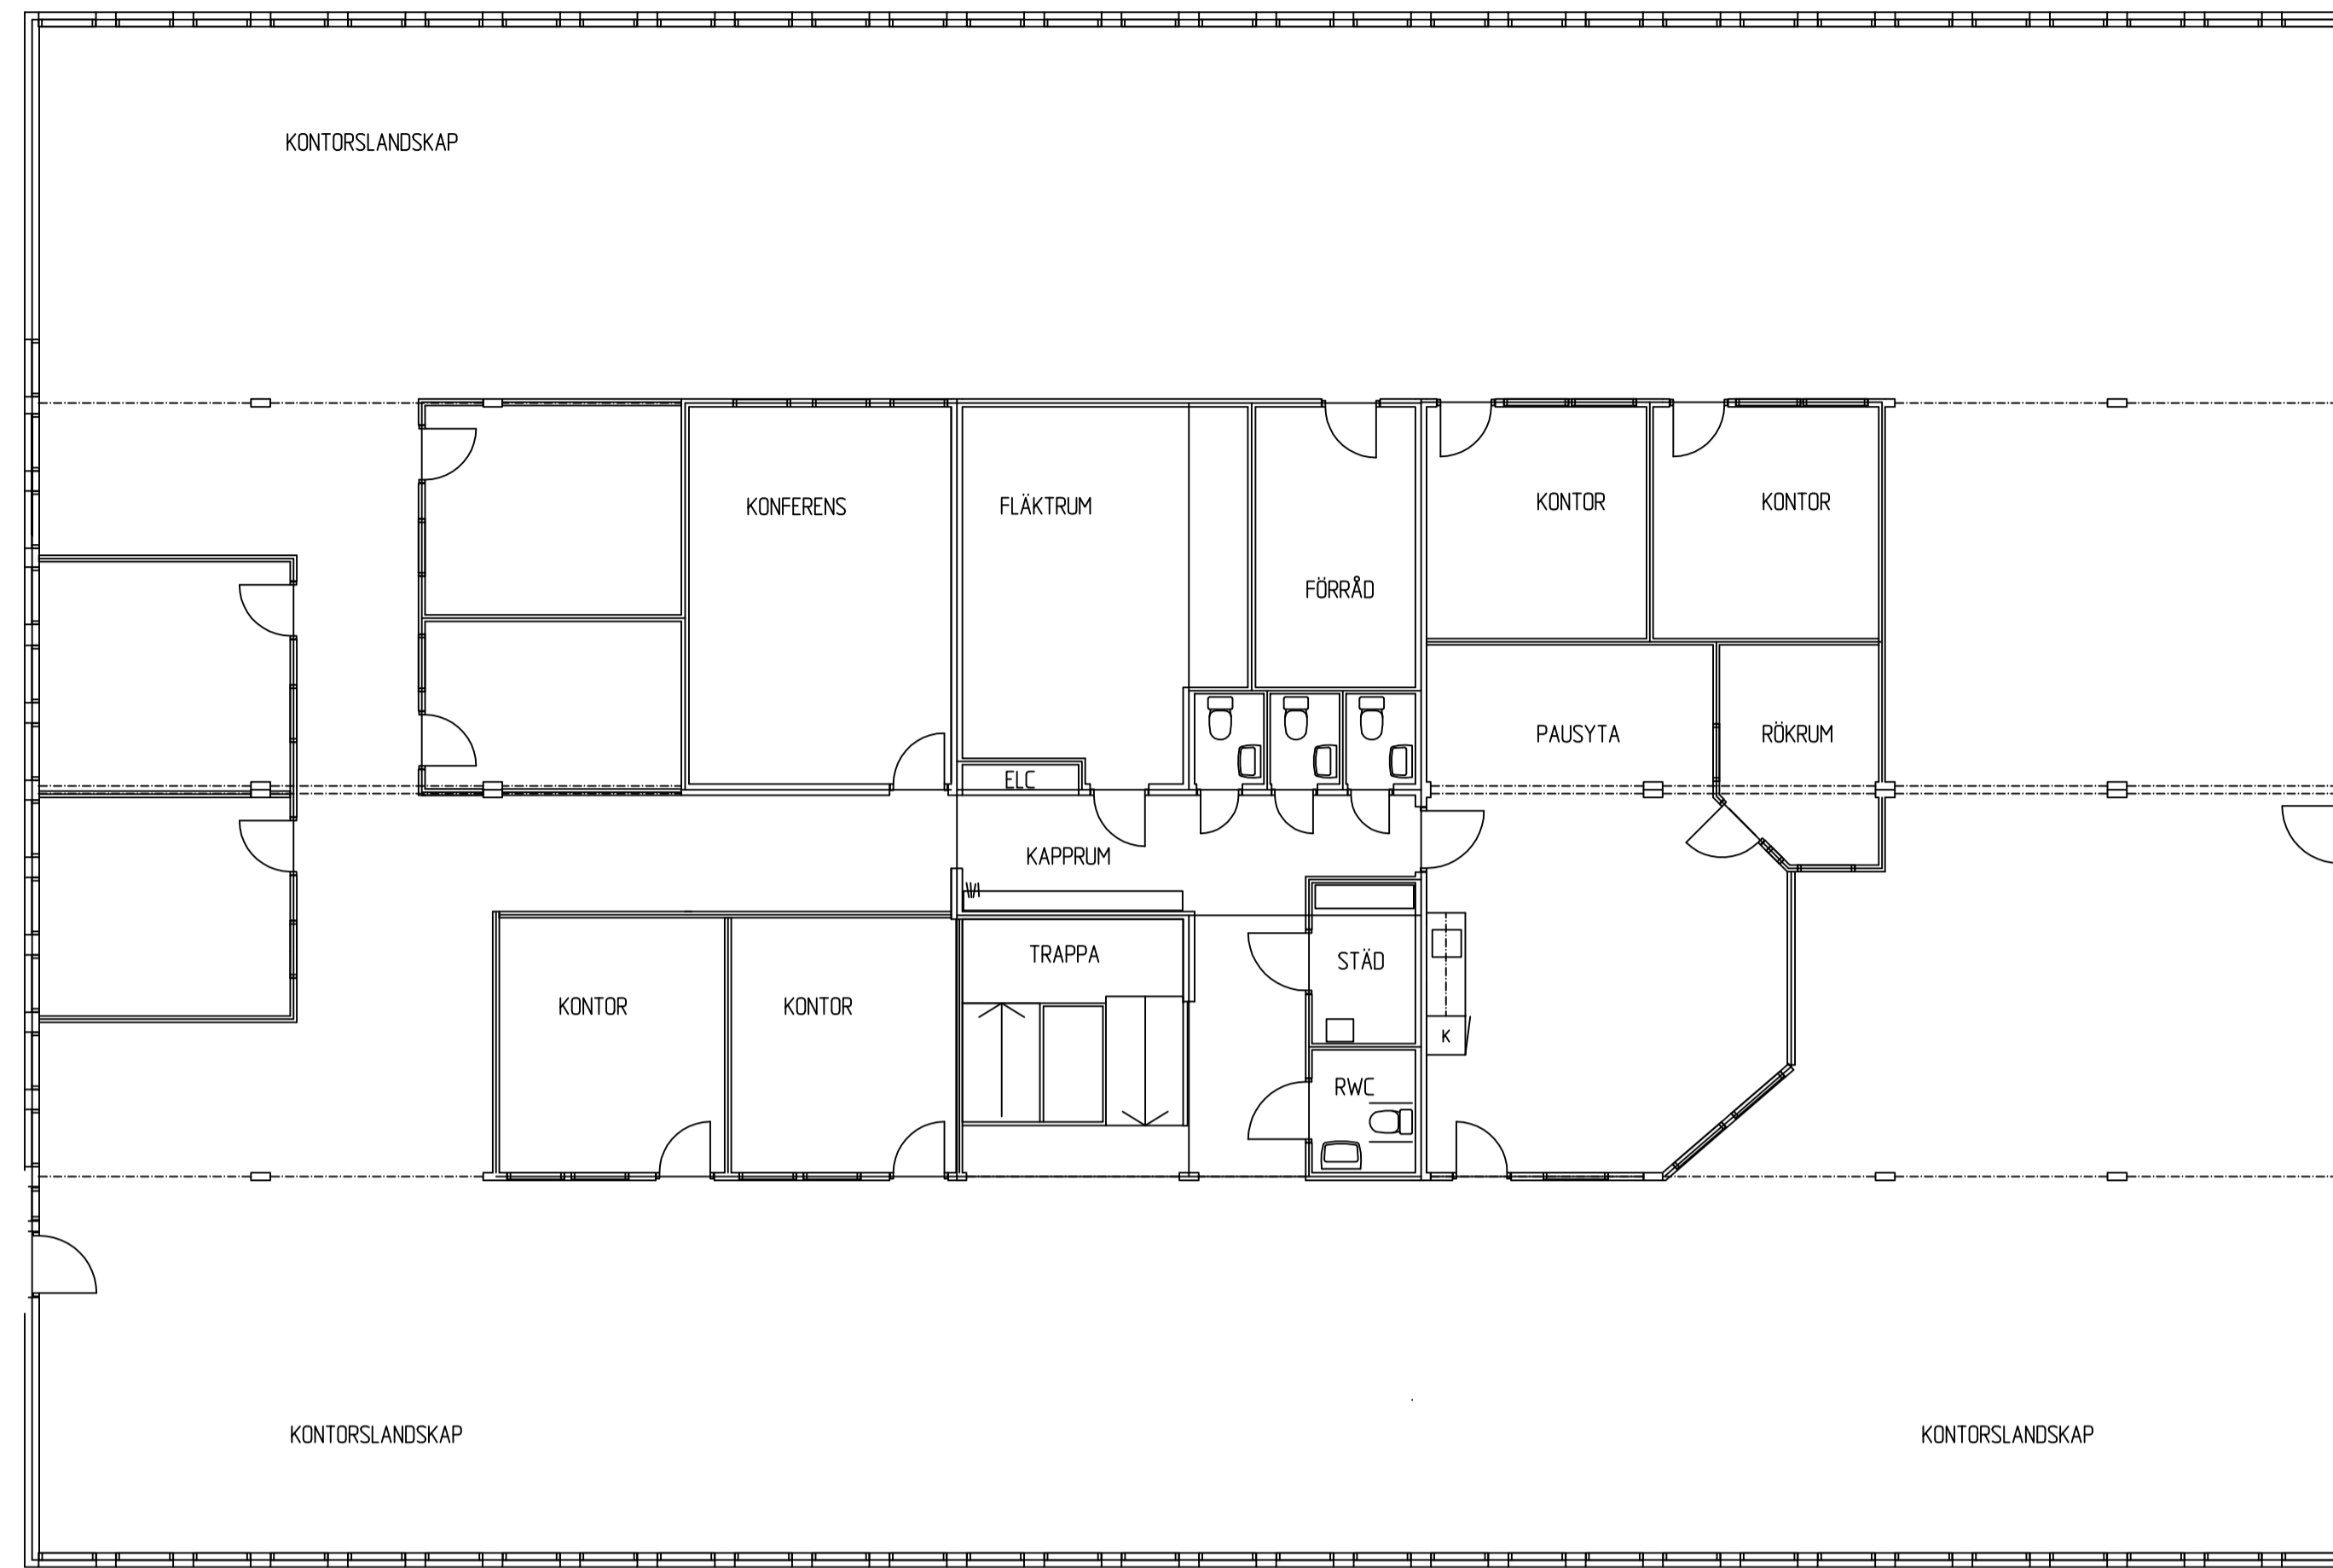 KONTORSLANDSKAP
KONFERENS
FLÄKTRUM
KONTOR
KONTOR
FÖRRÅD
PAUSYTA
RÖKRUM
ELC
KAPPRUM
TRAPPA
STÄD
KONTOR
KONTOR
K
RWC
KONTORSLANDSKAP
KONTORSLANDSKAP